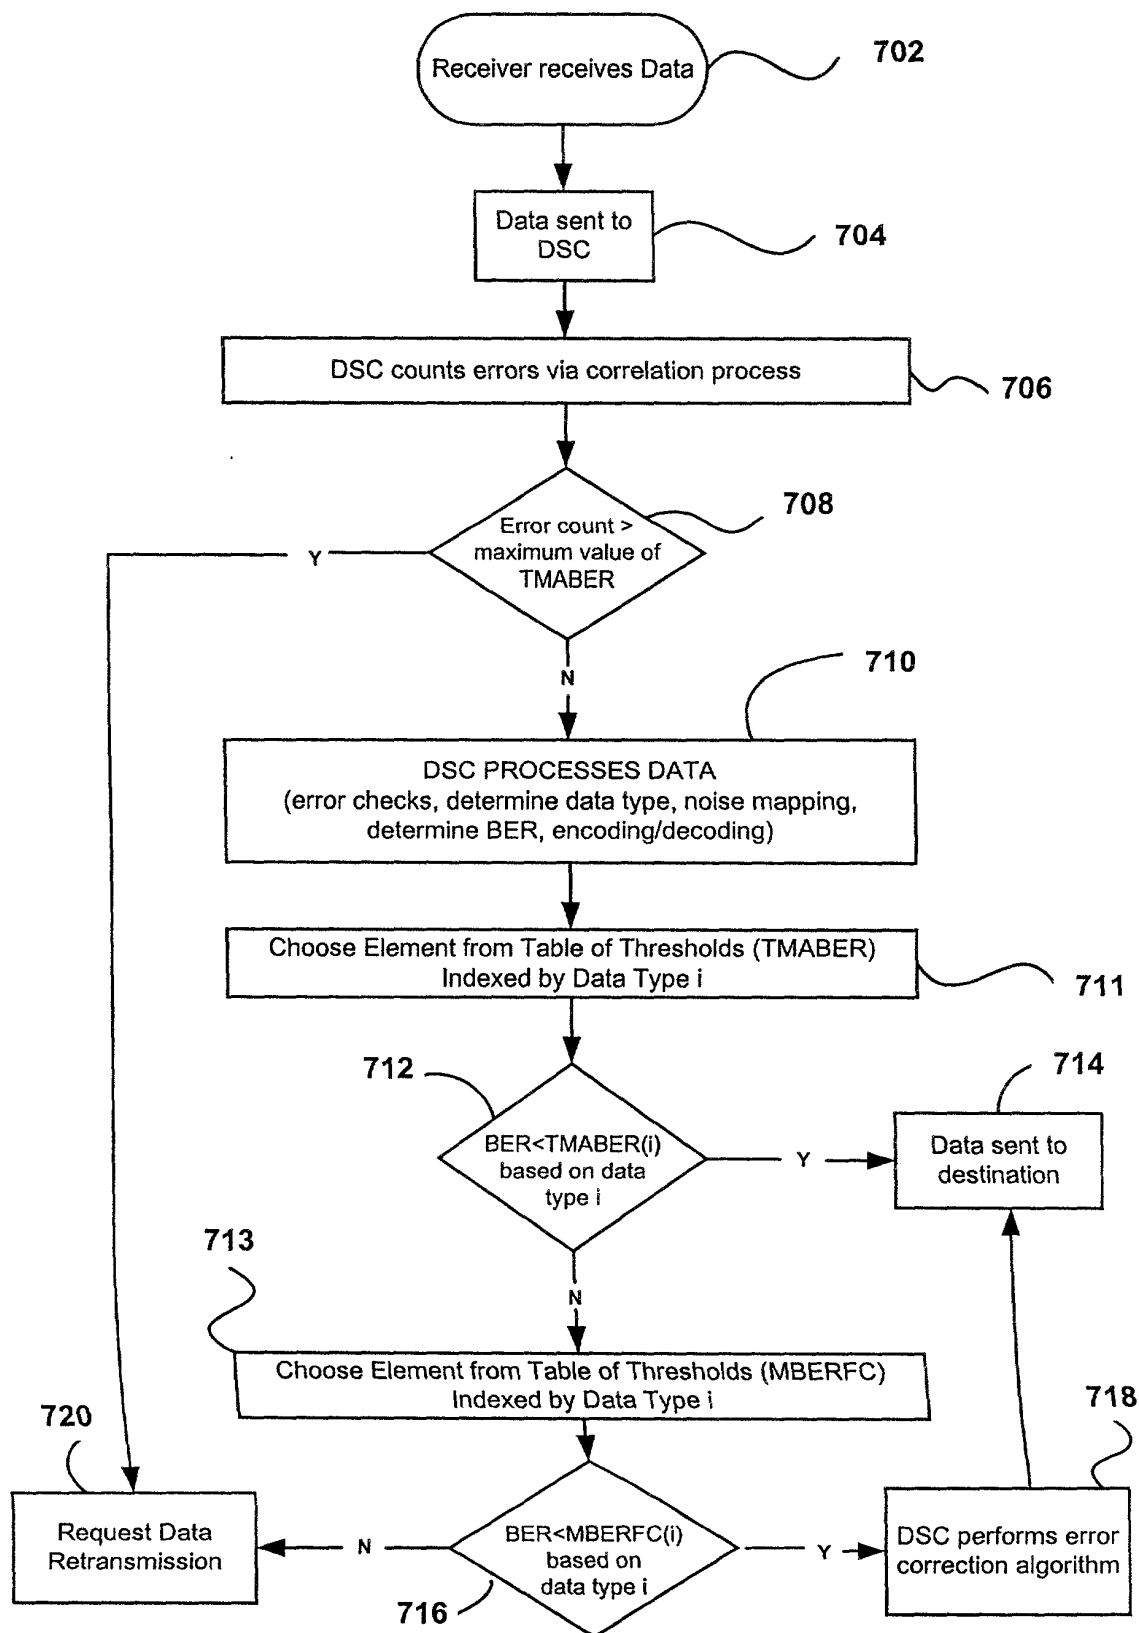 Receiver receives Data
702
Data sent to
DSC
704
DSC counts errors via correlation process
706
Error count >
maximum value of
TMABER
708
Y
N
710
DSC PROCESSES DATA
(error checks, determine data type, noise mapping,
determine BER, encoding/decoding)
Choose Element from Table of Thresholds (TMABER)
Indexed by Data Type i
711
712
BER<TMABER(i)
based on data
type i
Y
714
Data sent to
destination
N
713
Choose Element from Table of Thresholds (MBERFC)
Indexed by Data Type i
720
Request Data
Retransmission
N
BER<MBERFC(i)
based on
data type i
716
Y
718
DSC performs error
correction algorithm